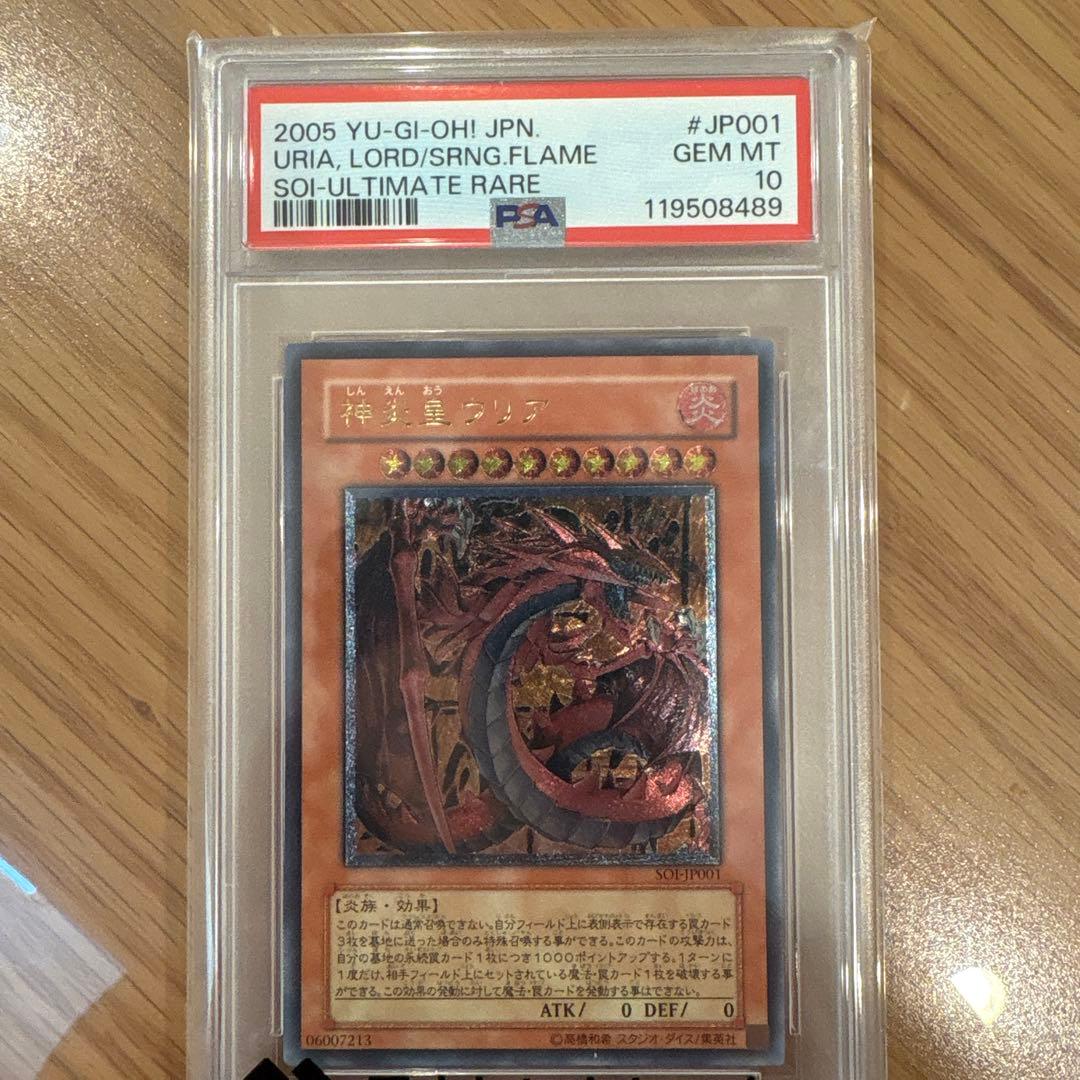 2005 YU-GI-OH! JPN. #JP001
URIA, LORD/SRNG.FLAME GEM MT
SOI-ULTIMATE RARE 10
PSA 119508489
しん えん おう
神炎皇ウリア
炎
SOI-JP001
【炎族・効果】
このカードは通常召喚できない。自分フィールド上に表側表示で存在する罠カード
3枚を墓地に送った場合のみ特殊召喚する事ができる。このカードの攻撃力は、
自分の墓地の永続罠カード1枚につき1000ポイントアップする。1ターンに
1度だけ、相手フィールド上にセットされている魔法・罠カード1枚を破壊する事
ができる。この効果の発動に対して魔法・罠カードを発動する事はできない。
ATK/ 0 DEF/ 0
06007213 ©高橋和希 スタジオ・ダイス/集英社